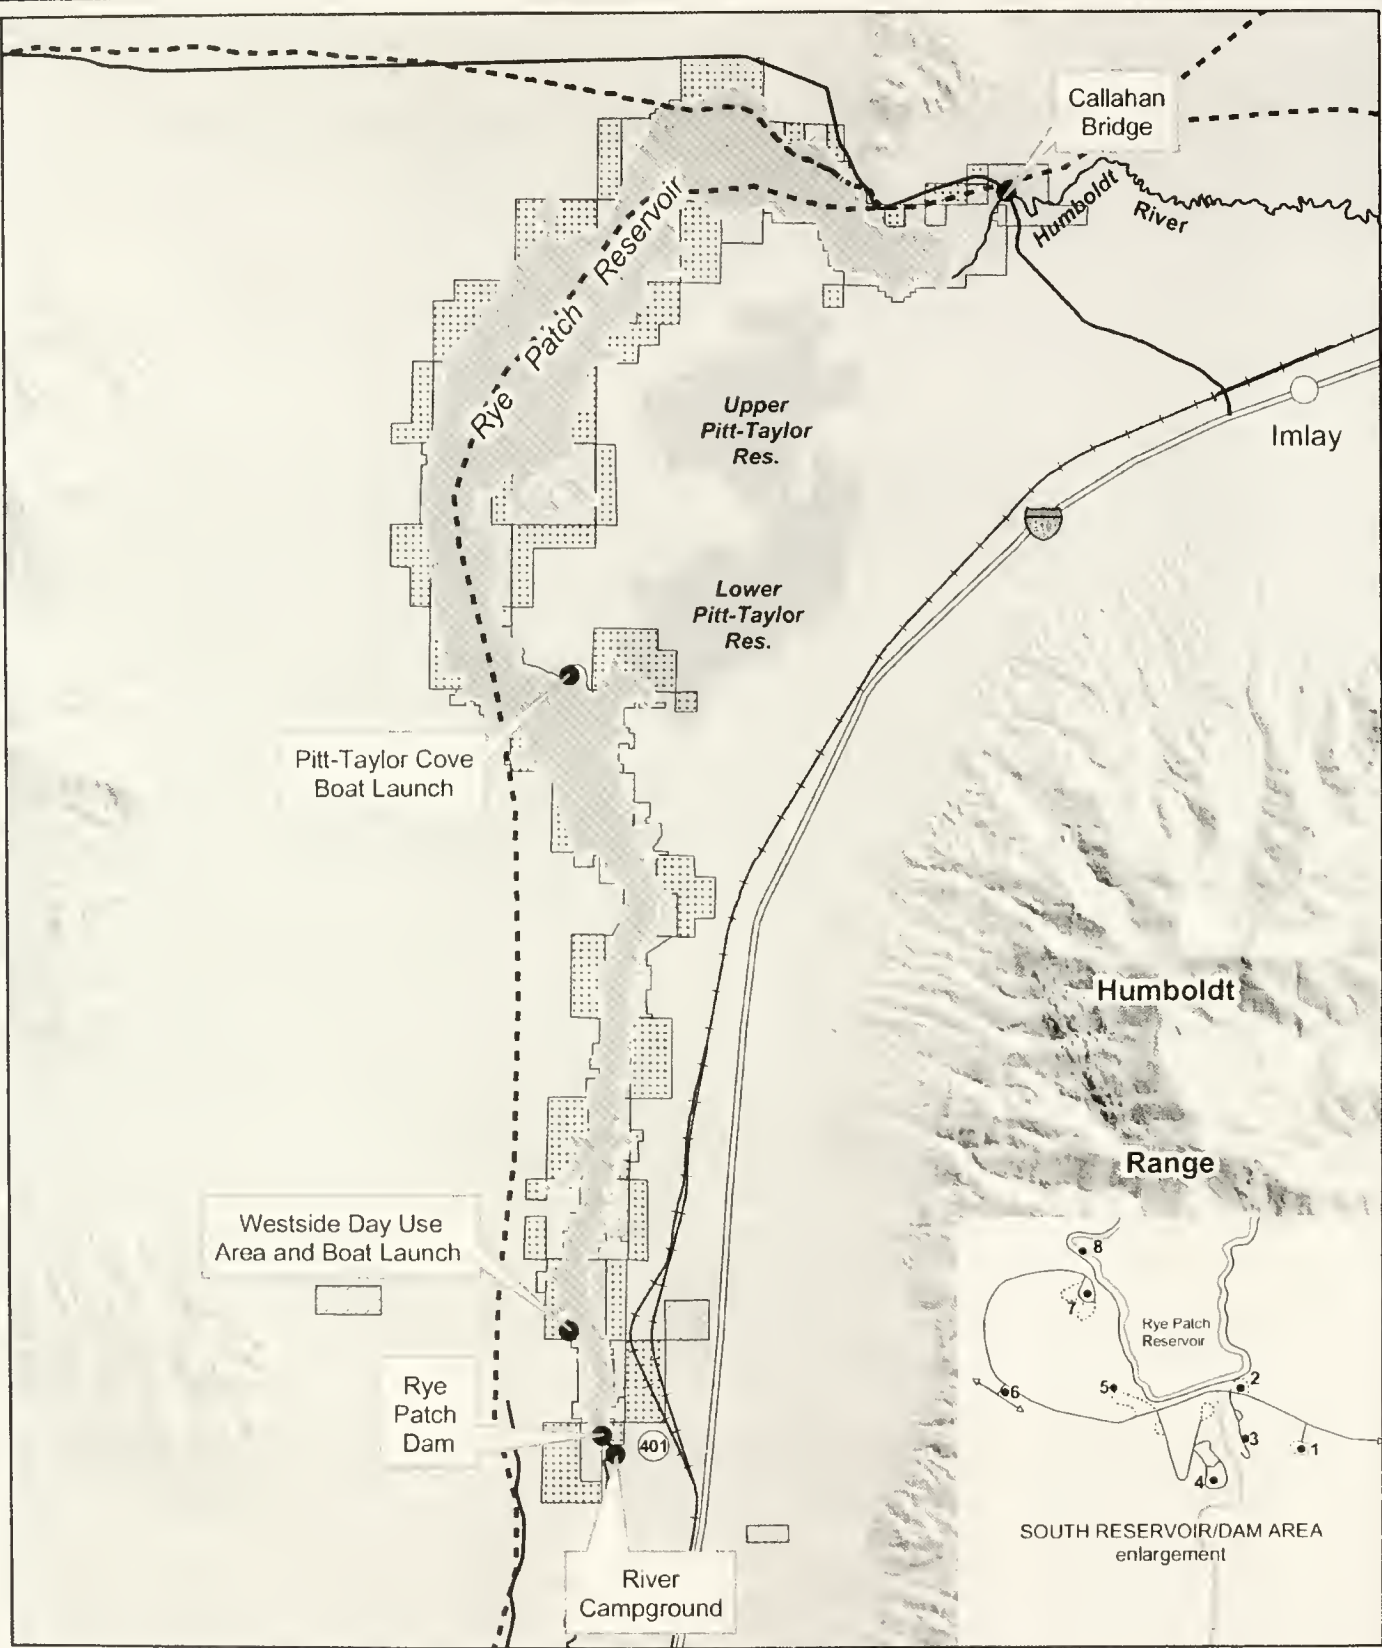 Callahan
Bridge
Humboldt
River
Rye Patch Reservoir
Upper
Pitt-Taylor
Res.
Imlay
Lower
Pitt-Taylor
Res.
Pitt-Taylor Cove
Boat Launch
Humboldt
Range
Westside Day Use
Area and Boat Launch
8
7
Rye Patch
Reservoir
6
5
2
3
1
4
Rye
Patch
Dam
401
SOUTH RESERVOIR/DAM AREA
enlargement
River
Campground